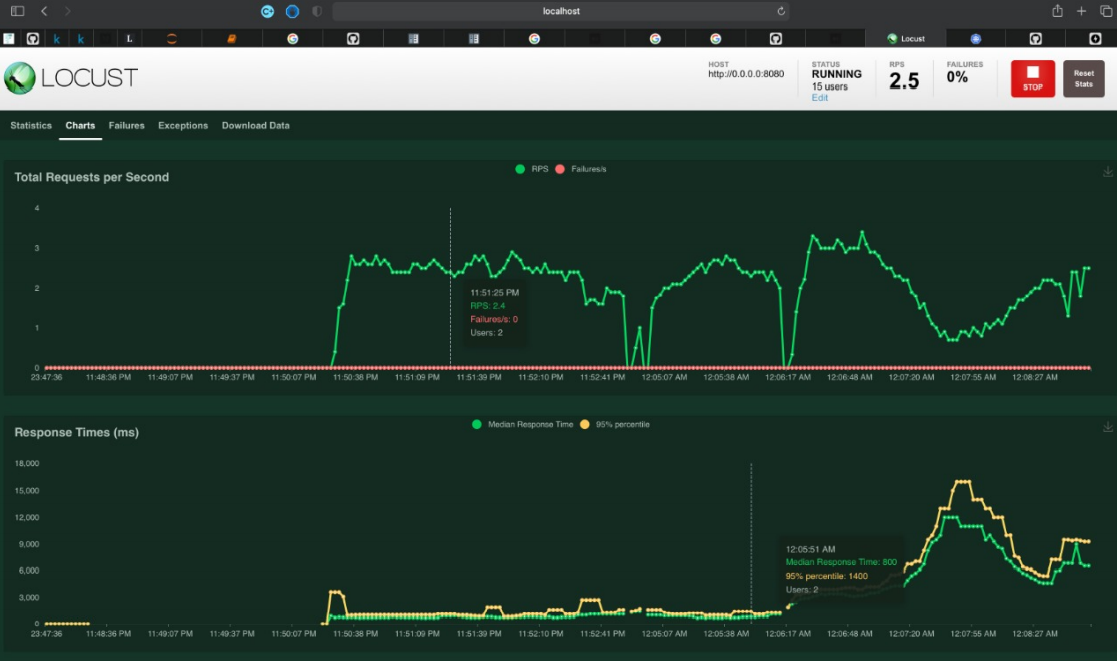 localhost
L
Locust
LOCUST
HOST
http://0.0.0.0:8080
STATUS
RUNNING
15 users
Edit
RPS
2.5
FAILURES
0%
STOP
Reset
Stats
Statistics Charts Failures Exceptions Download Data
Total Requests per Second
RPS Failures/s
4
3
2
1
0
11:51:25 PM
RPS: 2.4
Failures/s: 0
Users: 2
23:47:36 11:48:36 PM 11:49:07 PM 11:49:37 PM 11:50:07 PM 11:50:38 PM 11:51:09 PM 11:51:39 PM 11:52:10 PM 11:52:41 PM 12:05:07 AM 12:05:38 AM 12:06:17 AM 12:06:48 AM 12:07:20 AM 12:07:55 AM 12:08:27 AM
Response Times (ms)
Median Response Time 95% percentile
18,000
15,000
12,000
9,000
6,000
3,000
0
12:05:51 AM
Median Response Time: 800
95% percentile: 1400
Users: 2
23:47:36 11:48:36 PM 11:49:07 PM 11:49:37 PM 11:50:07 PM 11:50:38 PM 11:51:09 PM 11:51:39 PM 11:52:10 PM 11:52:41 PM 12:05:07 AM 12:05:38 AM 12:06:17 AM 12:06:48 AM 12:07:20 AM 12:07:55 AM 12:08:27 AM